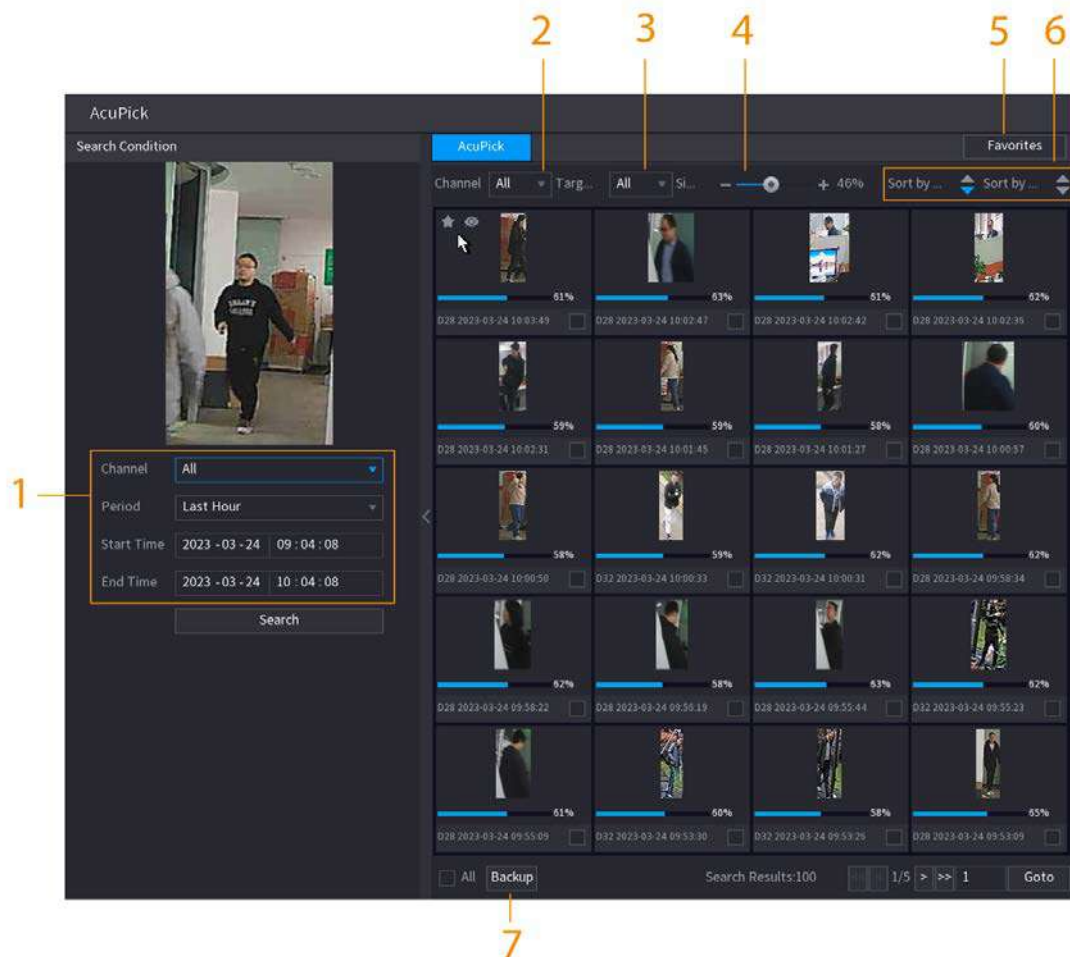 2 3 4 5 6
AcuPick
Search Condition
AcuPick
Favorites
Channel All Targ... All Si... 46% Sort by ... Sort by ...
61% 63% 61% 62%
D28 2023-03-24 10:03:49 D28 2023-03-24 10:02:47 D28 2023-03-24 10:02:42 D28 2023-03-24 10:02:36
59% 59% 58% 60%
D28 2023-03-24 10:02:31 D28 2023-03-24 10:01:45 D28 2023-03-24 10:01:27 D28 2023-03-24 10:00:57
1
Channel All
Period Last Hour
Start Time 2023 -03 -24 09 : 04 : 08
End Time 2023 -03 -24 10 : 04 : 08
Search
58% 59% 62% 62%
D28 2023-03-24 10:00:50 D32 2023-03-24 10:00:33 D32 2023-03-24 10:00:31 D28 2023-03-24 09:58:34
62% 58% 63% 62%
D28 2023-03-24 09:58:22 D28 2023-03-24 D28 2023-03-24 09:55:44 D32 2023-03-24 09:55:23
61% 60% 58% 65%
D28 2023-03-24 09:55:09 D32 2023-03-24 09:53:30 D32 2023-03-24 D28 2023-03-24 09:53:09
All Backup Search Results:100 1/5 > >> 1 Goto
7